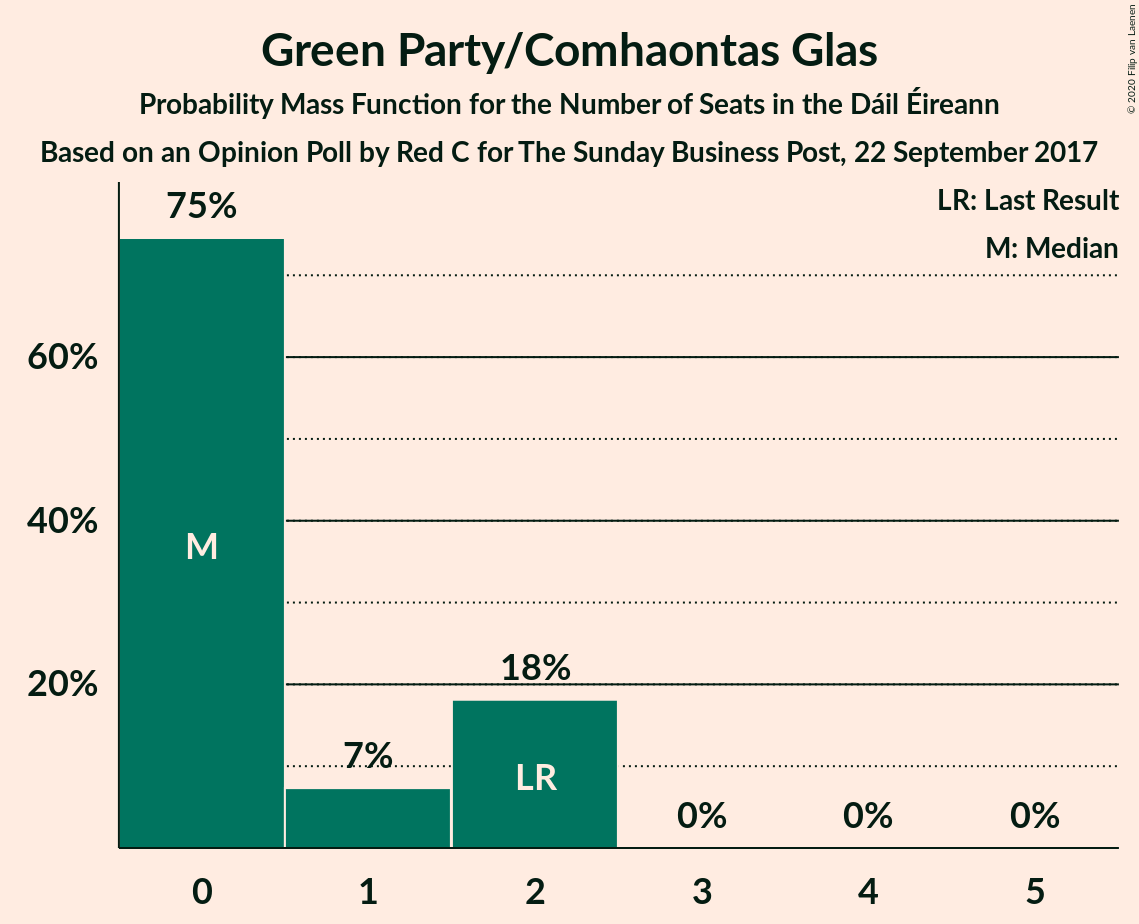 Green Party/Comhaontas Glas
Probability Mass Function for the Number of Seats in the Dáil Éireann
Based on an Opinion Poll by Red C for The Sunday Business Post, 22 September 2017
© 2020 Filip van Laenen
LR: Last Result
M: Median
75%
60%
40%
20%
M
7%
18%
LR
0%
0%
0%
0
1
2
3
4
5